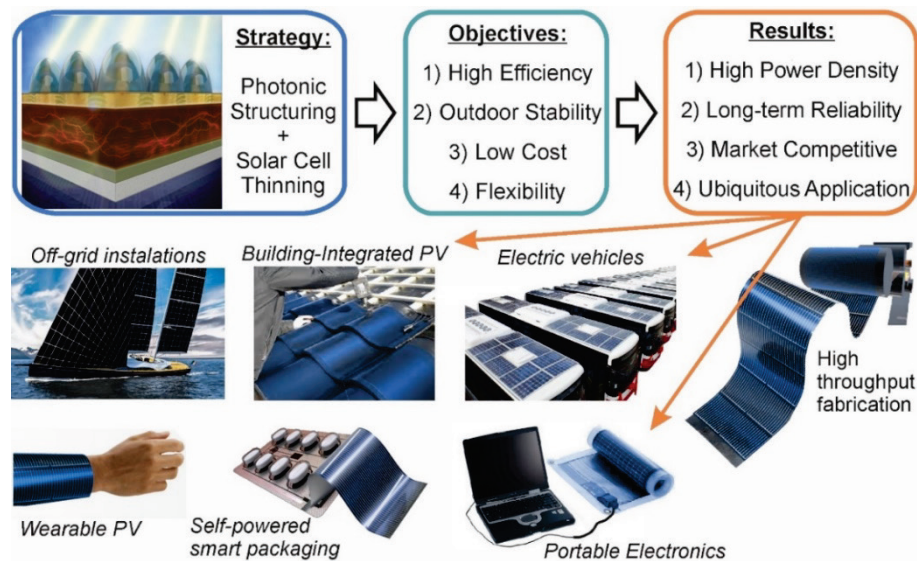 Strategy:
Photonic
Structuring
+
Solar Cell
Thinning
Objectives:
1) High Efficiency
2) Outdoor Stability
3) Low Cost
4) Flexibility
Results:
1) High Power Density
2) Long-term Reliability
3) Market Competitive
4) Ubiquitous Application
Off-grid instalations
Building-Integrated PV
Electric vehicles
High
throughput
fabrication
Wearable PV
Self-powered
smart packaging
Portable Electronics